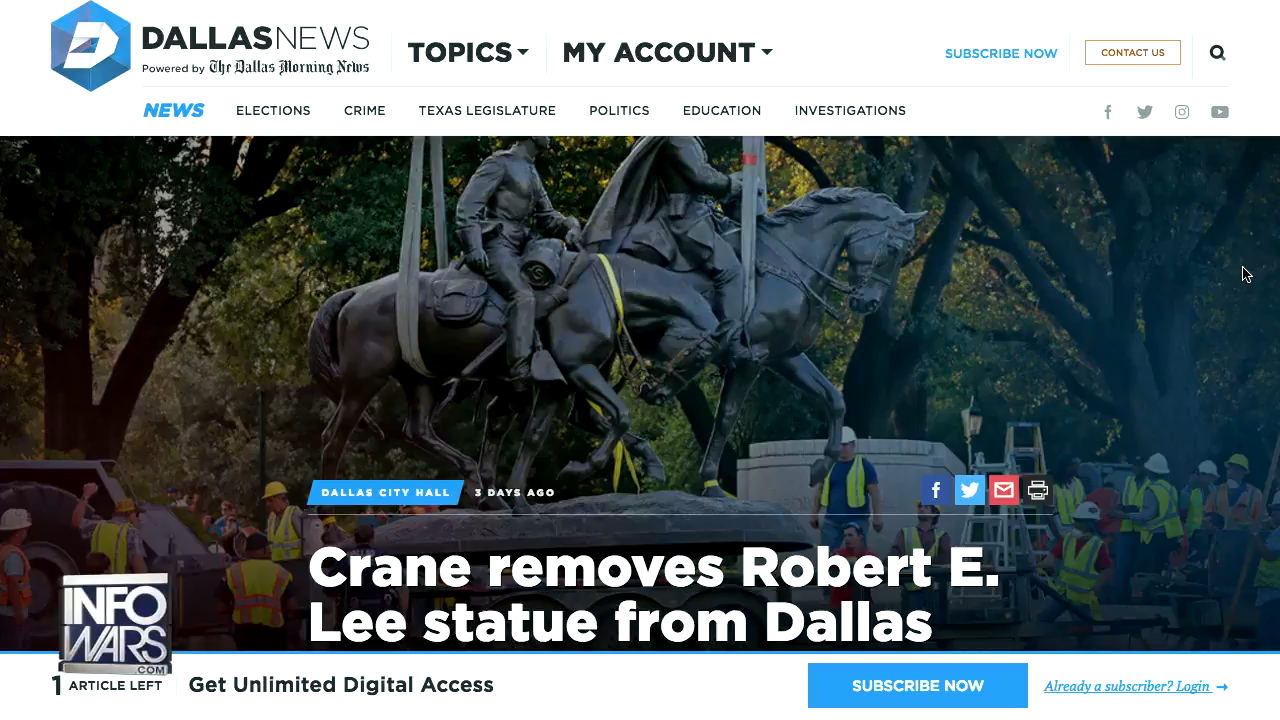 DALLASNEWS
Powered by The Dallas Morning News
TOPICS
MY ACCOUNT
SUBSCRIBE NOW
CONTACT US
NEWS
ELECTIONS
CRIME
TEXAS LEGISLATURE
POLITICS
EDUCATION
INVESTIGATIONS
DALLAS CITY HALL
3 DAYS AGO
Crane removes Robert E.
Lee statue from Dallas
INFO
WARS
.COM
1 ARTICLE LEFT
Get Unlimited Digital Access
SUBSCRIBE NOW
Already a subscriber? Login →